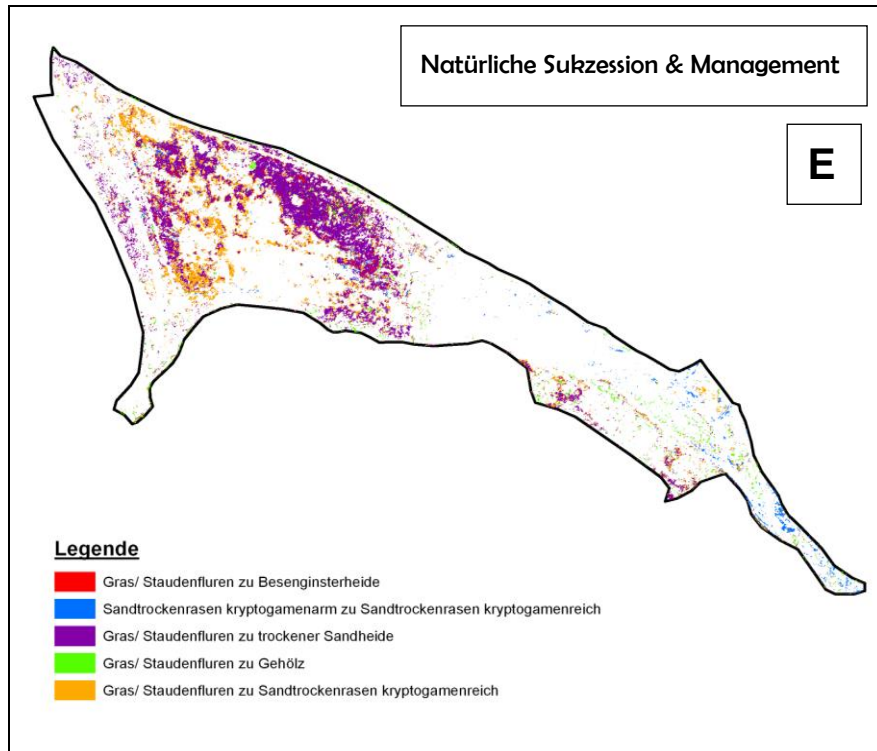 Natürliche Sukzession & Management
E
Legende
Gras/ Staudenfluren zu Besenginsterheide
Sandtrockenrasen kryptogamenarm zu Sandtrockenrasen kryptogamenreich
Gras/ Staudenfluren zu trockener Sandheide
Gras/ Staudenfluren zu Gehölz
Gras/ Staudenfluren zu Sandtrockenrasen kryptogamenreich